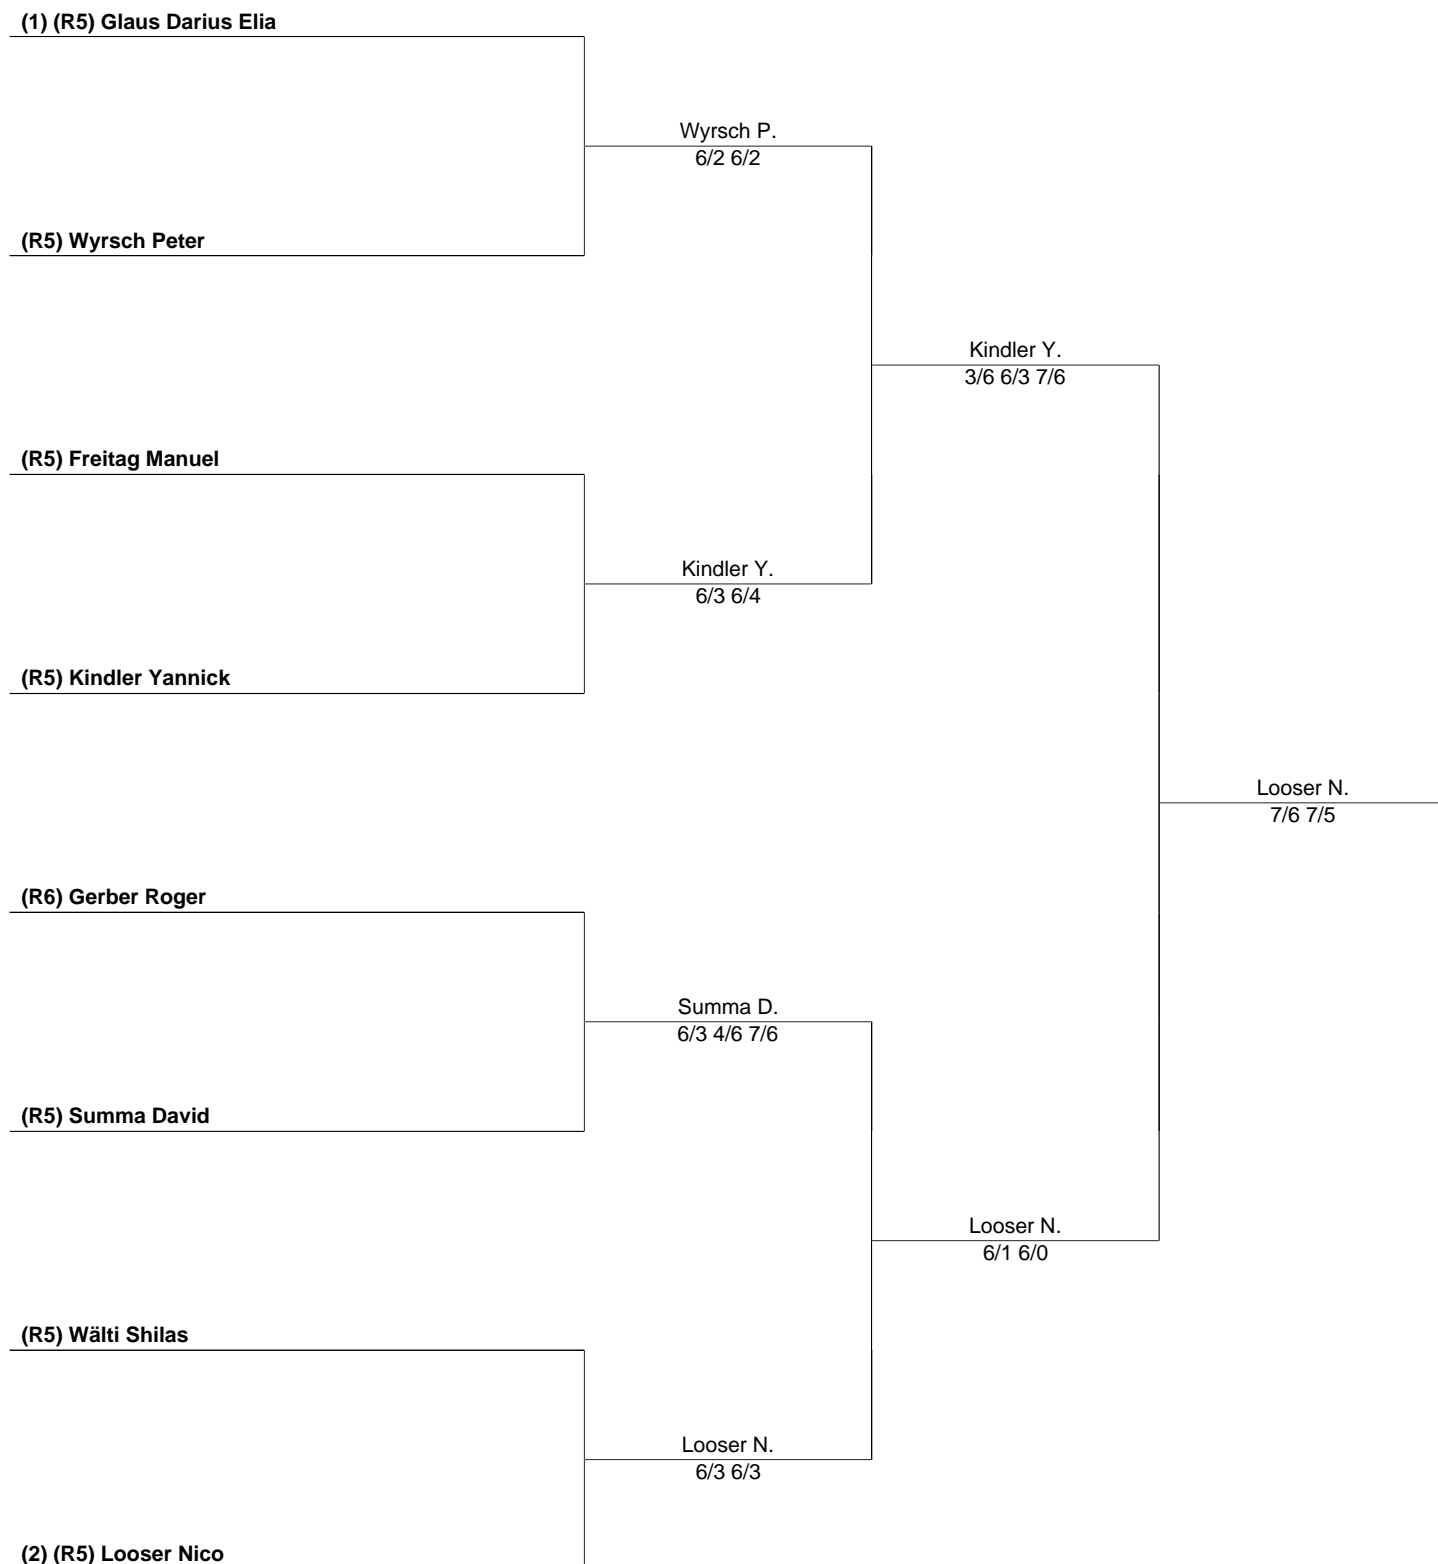 (1) (R5) Glaus Darius Elia
Wyrsch P.
6/2 6/2
(R5) Wyrsch Peter
Kindler Y.
3/6 6/3 7/6
(R5) Freitag Manuel
Kindler Y.
6/3 6/4
(R5) Kindler Yannick
Looser N.
7/6 7/5
(R6) Gerber Roger
Summa D.
6/3 4/6 7/6
(R5) Summa David
Looser N.
6/1 6/0
(R5) Wälti Shilas
Looser N.
6/3 6/3
(2) (R5) Looser Nico